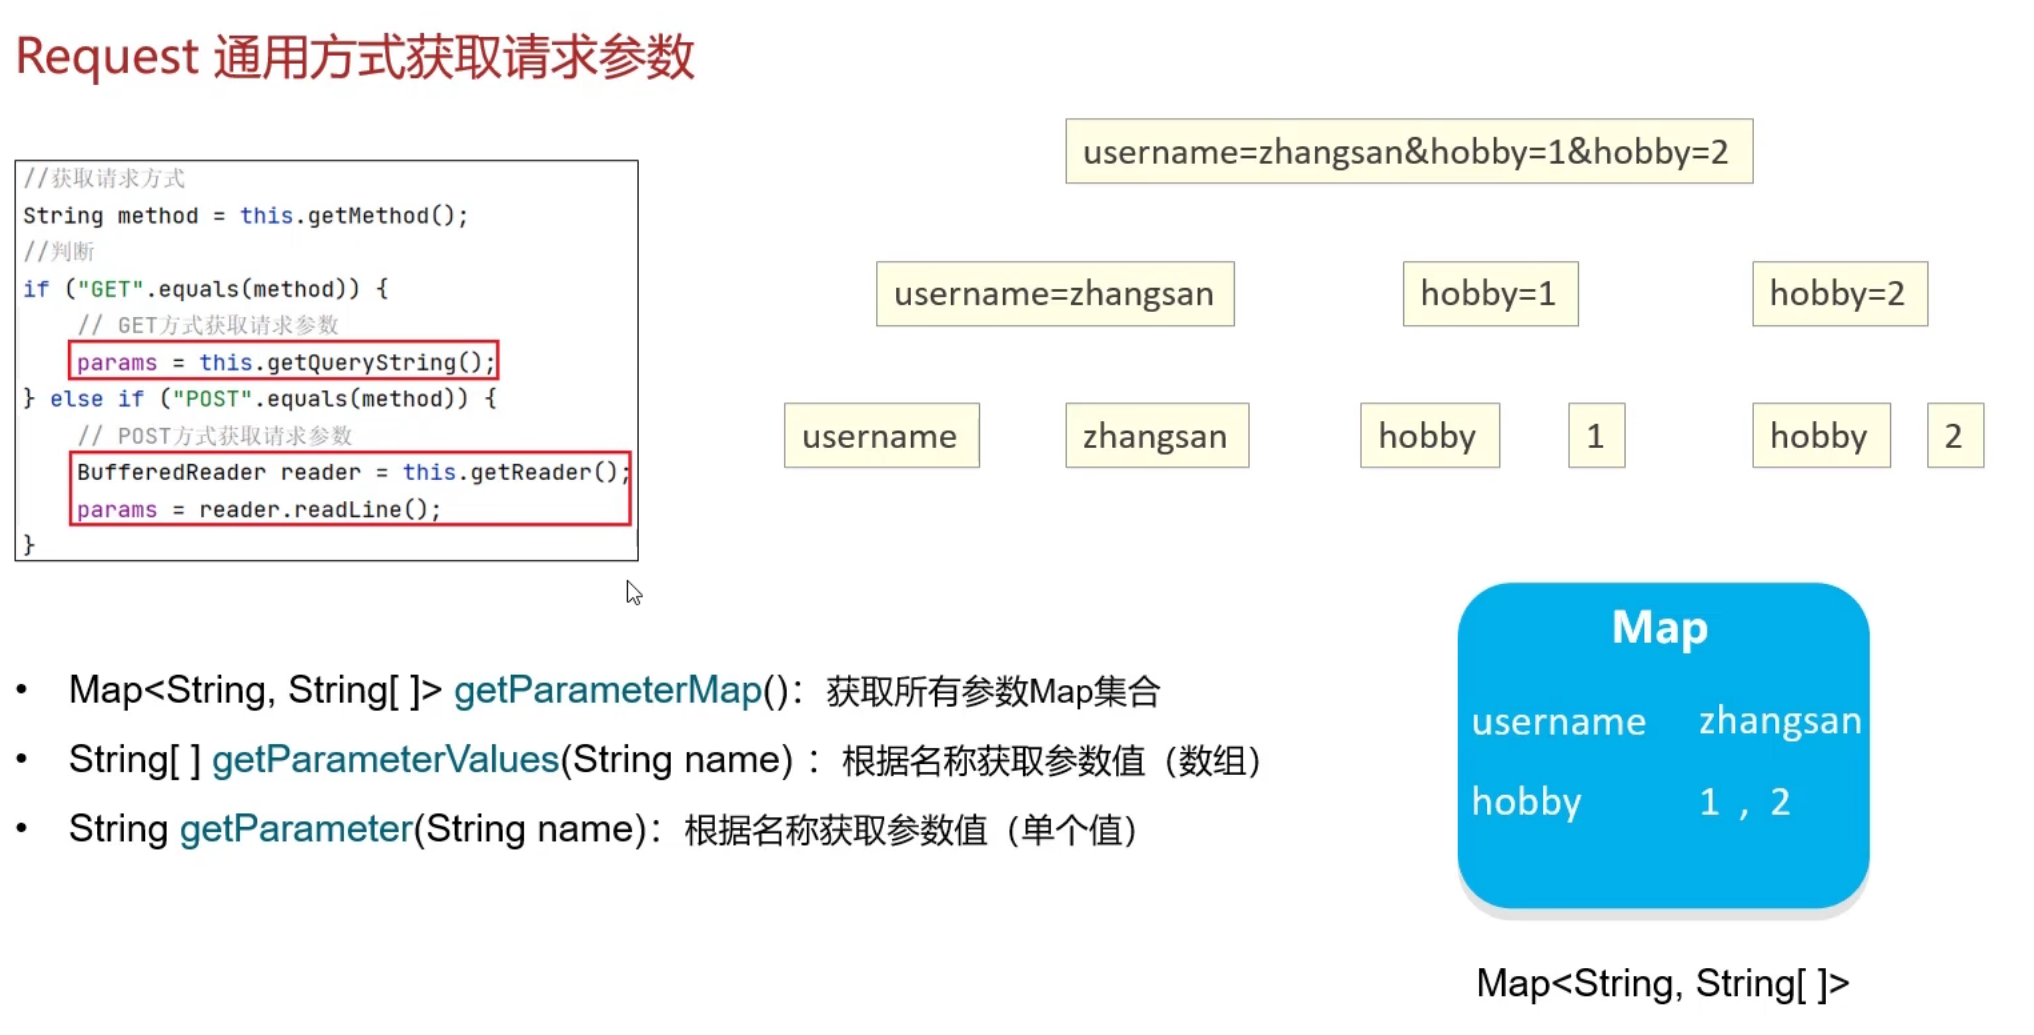 Request 通用方式获取请求参数
//获取请求方式
String method = this.getMethod();
//判断
if ("GET".equals(method)) {
// GET方式获取请求参数
params = this.getQueryString();
} else if ("POST".equals(method)) {
// POST方式获取请求参数
BufferedReader reader = this.getReader();
params = reader.readLine();
}
username=zhangsan&hobby=1&hobby=2
username=zhangsan
hobby=1
hobby=2
username
zhangsan
hobby
1
hobby
2
• Map<String, String[ ]> getParameterMap()：获取所有参数Map集合
• String[ ] getParameterValues(String name) ：根据名称获取参数值（数组）
• String getParameter(String name)：根据名称获取参数值（单个值）
Map
username zhangsan
hobby 1 , 2
Map<String, String[ ]>